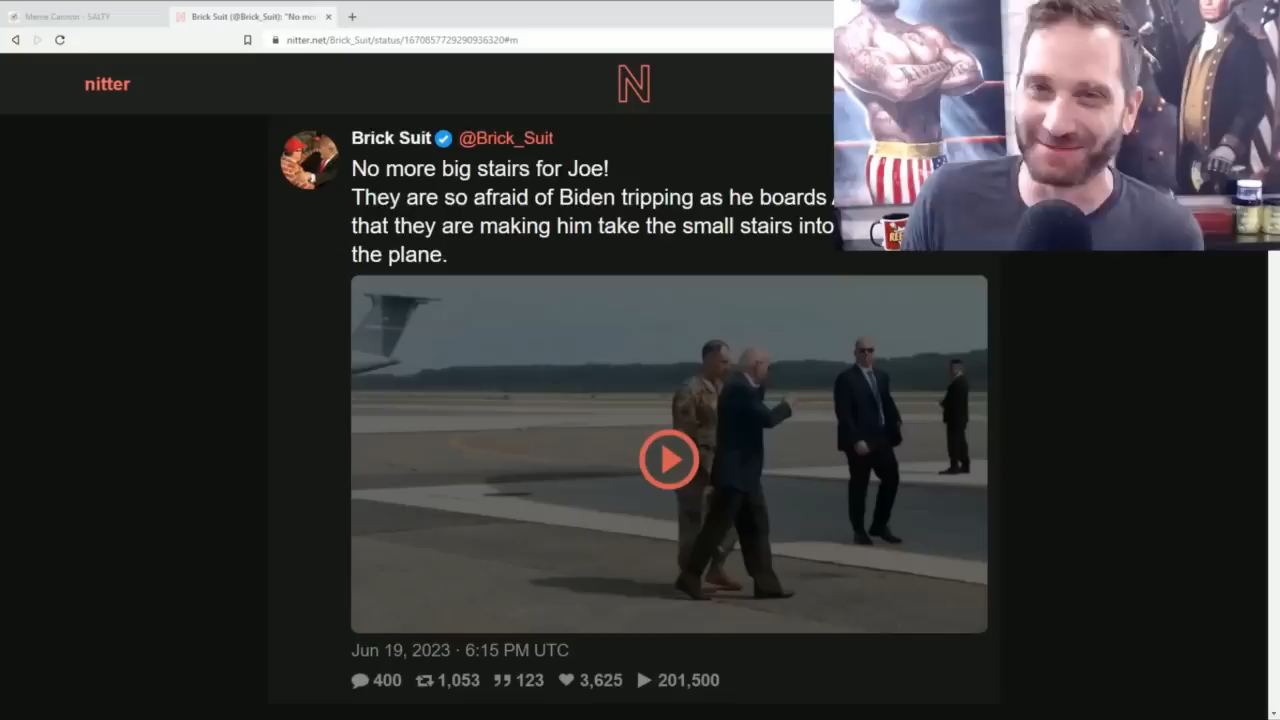 Meme Cannon - SALTY
Brick Suit (@Brick_Suit): "No mo
nitter.net/Brick_Suit/status/1670857729290936320#m
nitter
N
Brick Suit @Brick_Suit
No more big stairs for Joe!
They are so afraid of Biden tripping as he boards
that they are making him take the small stairs into
the plane.
Jun 19, 2023 · 6:15 PM UTC
400 1,053 123 3,625 201,500